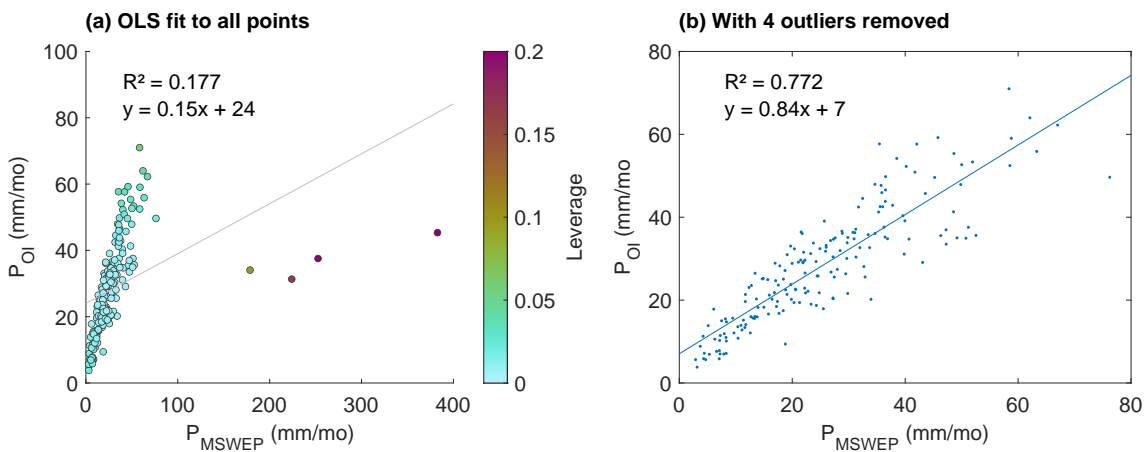 (a) OLS fit to all points
R² = 0.177
y = 0.15x + 24
100
80
60
40
20
0
0
100
200
300
400
P_OI (mm/mo)
P_MSWEP (mm/mo)
0.2
0.15
0.1
0.05
0
Leverage
(b) With 4 outliers removed
R² = 0.772
y = 0.84x + 7
80
60
40
20
0
0
20
40
60
80
P_OI (mm/mo
P_MSWEP (mm/mo)